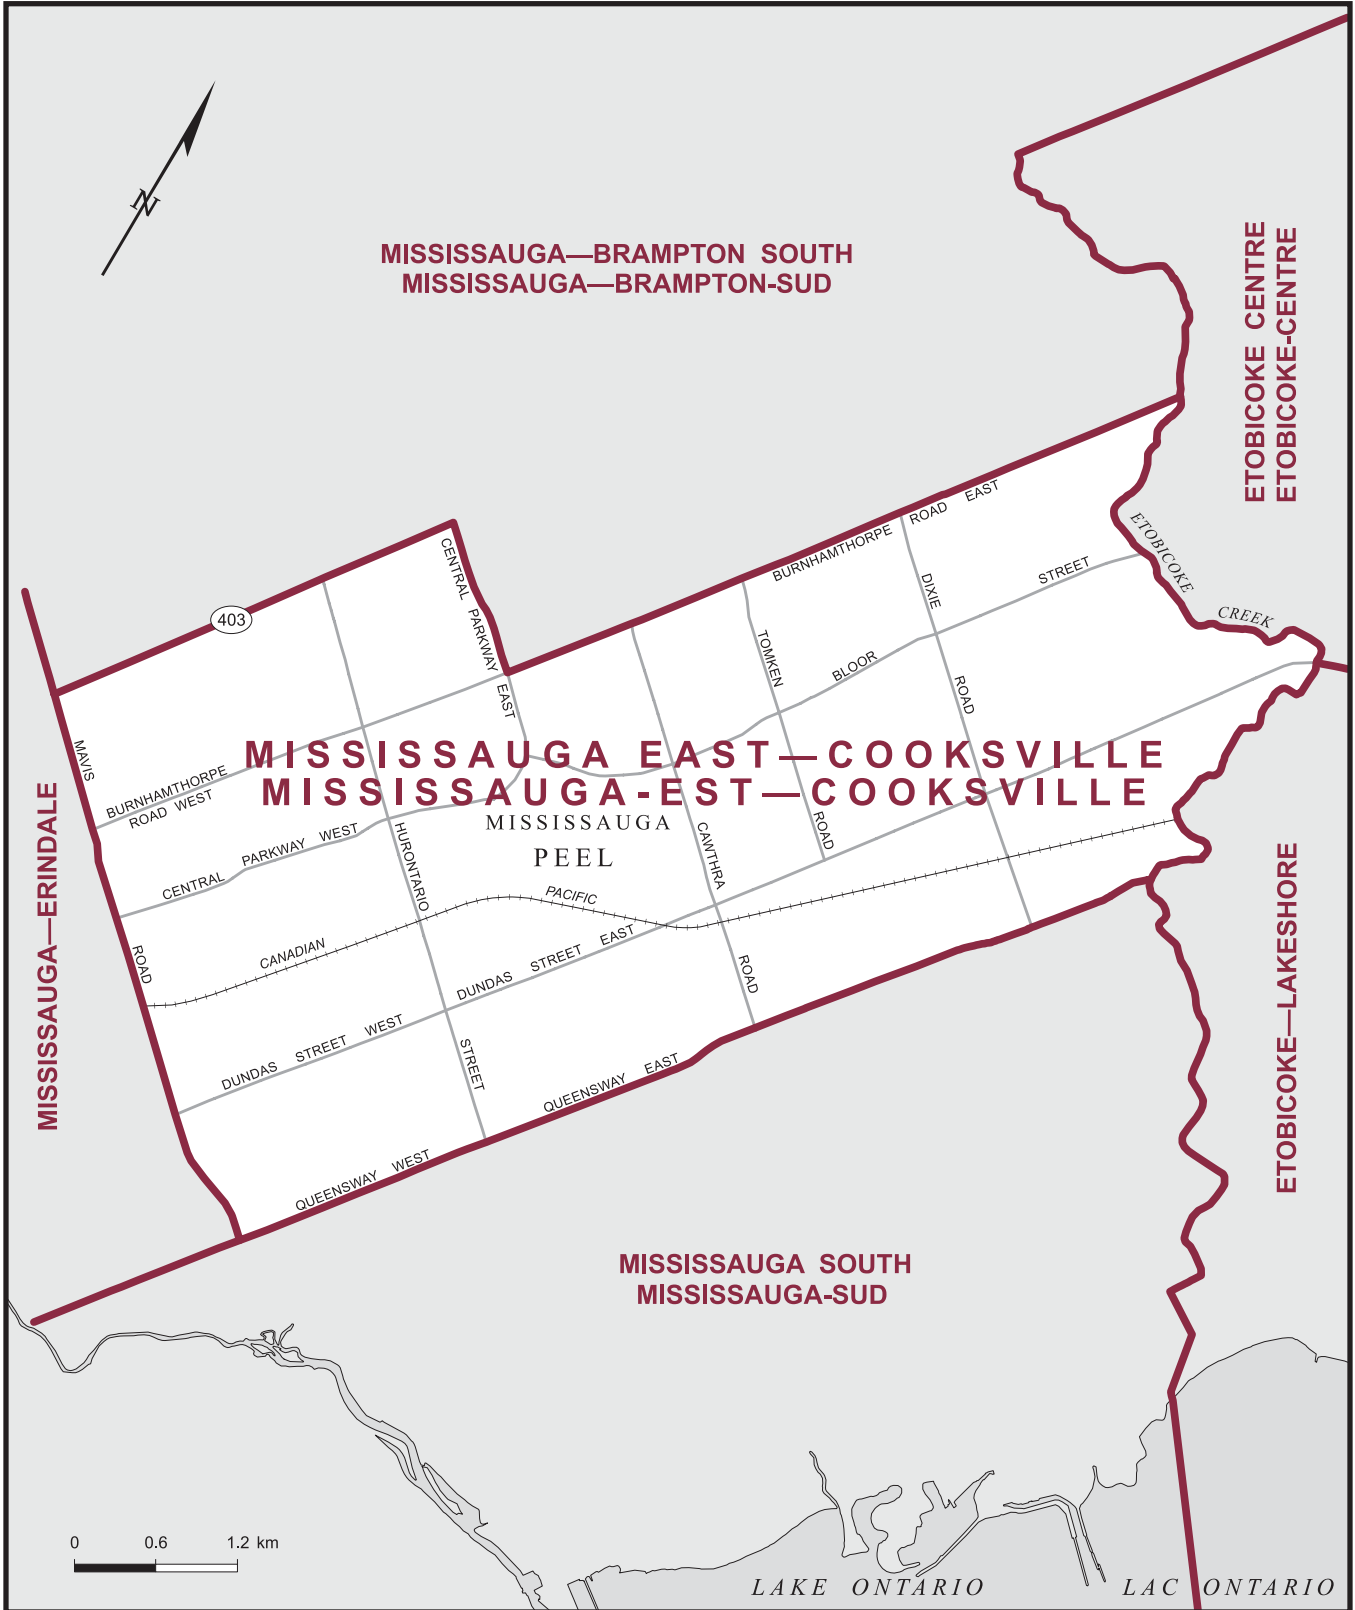 N
MISSISSAUGA—BRAMPTON SOUTH
MISSISSAUGA—BRAMPTON-SUD
ETOBICOKE CENTRE
ETOBICOKE-CENTRE
ETOBICOKE
CREEK
403
CENTRAL PARKWAY EAST
BURNHAMTHORPE ROAD EAST
DIXIE ROAD
BLOOR STREET
TOMKEN ROAD
MAVIS ROAD
BURNHAMTHORPE
ROAD WEST
MISSISSAUGA EAST—COOKSVILLE
MISSISSAUGA-EST—COOKSVILLE
MISSISSAUGA
PEEL
CENTRAL PARKWAY WEST
HURONTARIO STREET
CAWTHRA ROAD
CANADIAN PACIFIC
DUNDAS STREET WEST
DUNDAS STREET EAST
QUEENSWAY WEST
QUEENSWAY EAST
MISSISSAUGA—ERINDALE
ETOBICOKE—LAKESHORE
MISSISSAUGA SOUTH
MISSISSAUGA-SUD
0 0.6 1.2 km
LAKE ONTARIO
LAC ONTARIO